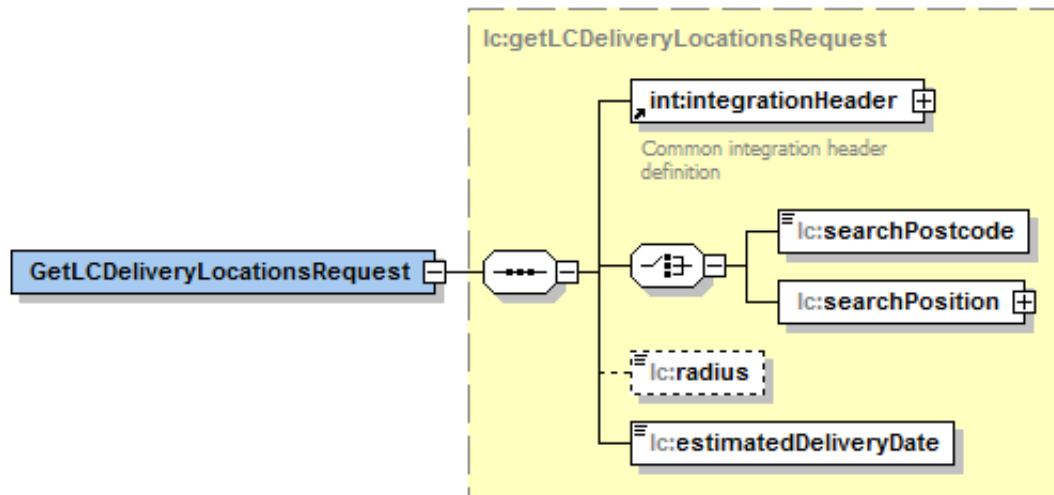 lc:getLCDeliveryLocationsRequest
int:integrationHeader
Common integration header
definition
lc:searchPostcode
GetLCDeliveryLocationsRequest
lc:searchPosition
lc:radius
lc:estimatedDeliveryDate